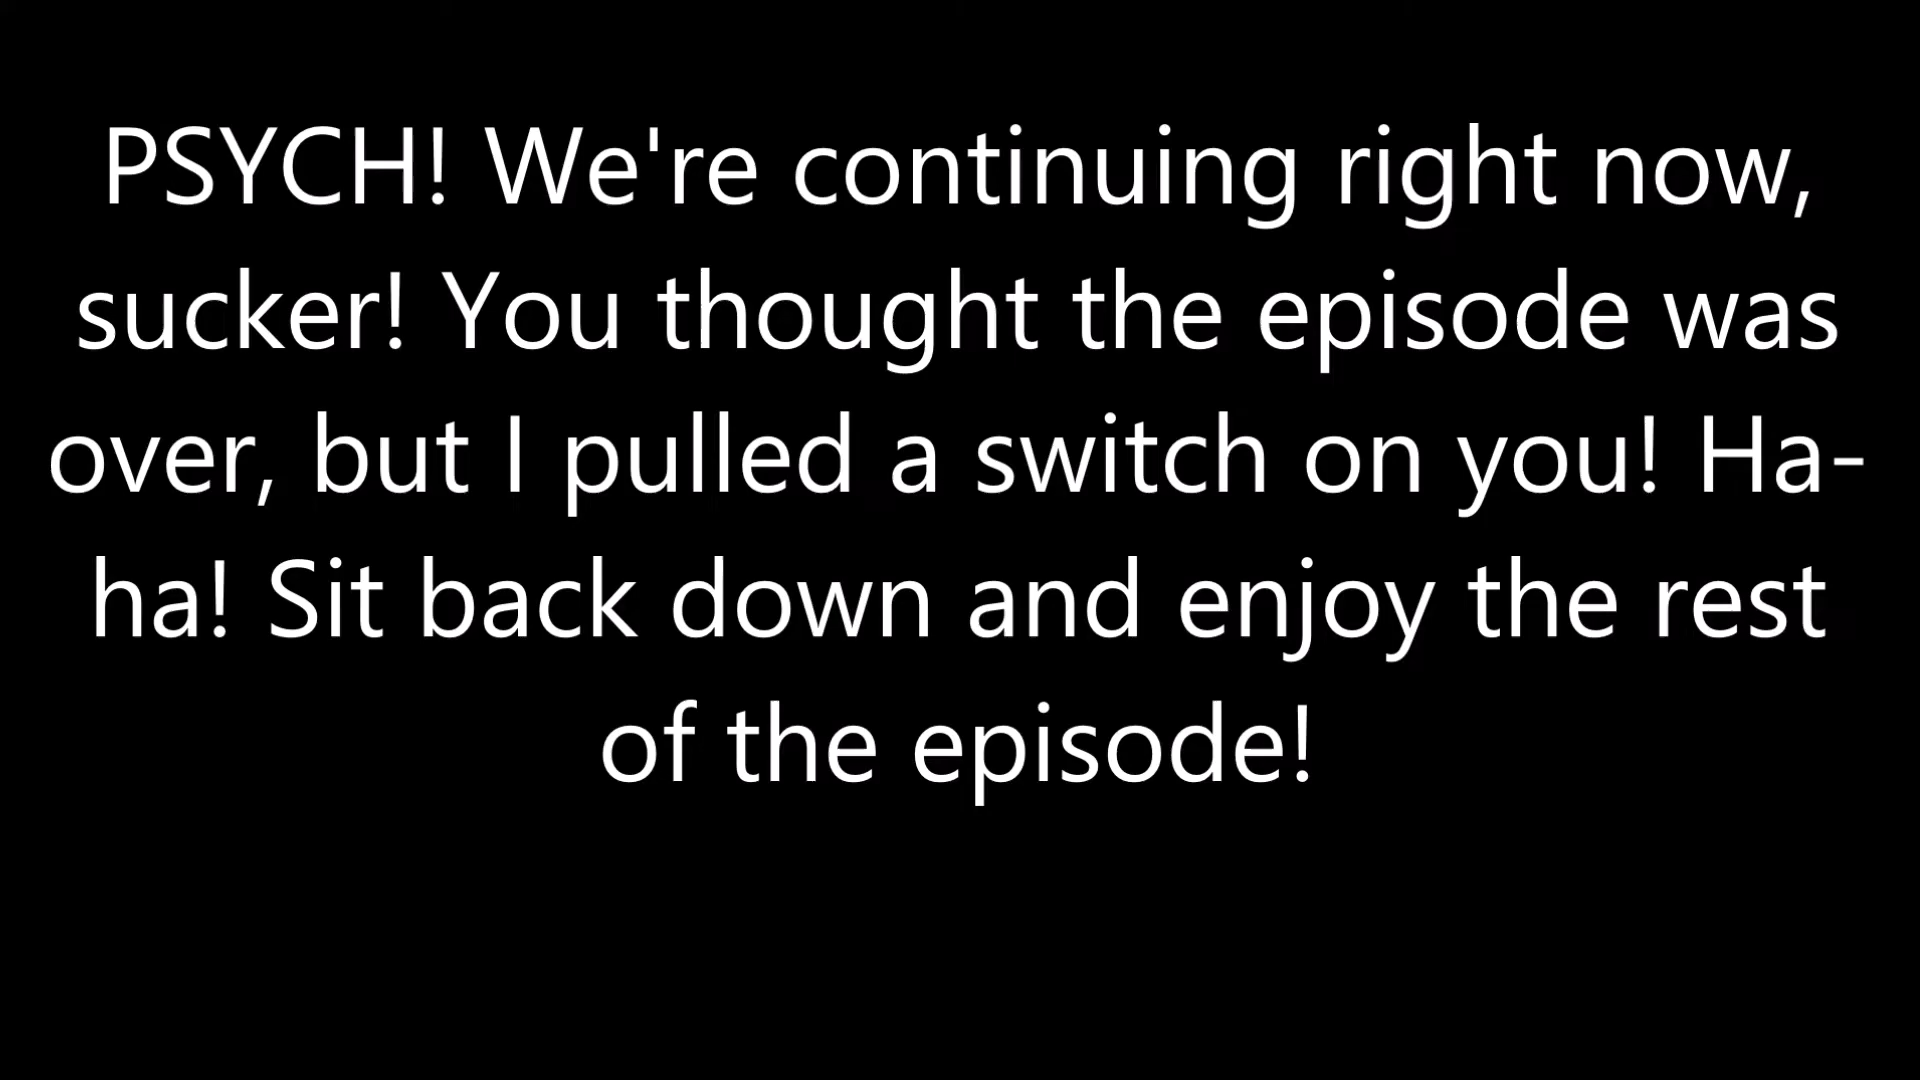 PSYCH! We're continuing right now,
sucker! You thought the episode was
over, but I pulled a switch on you! Ha-
ha! Sit back down and enjoy the rest
of the episode!